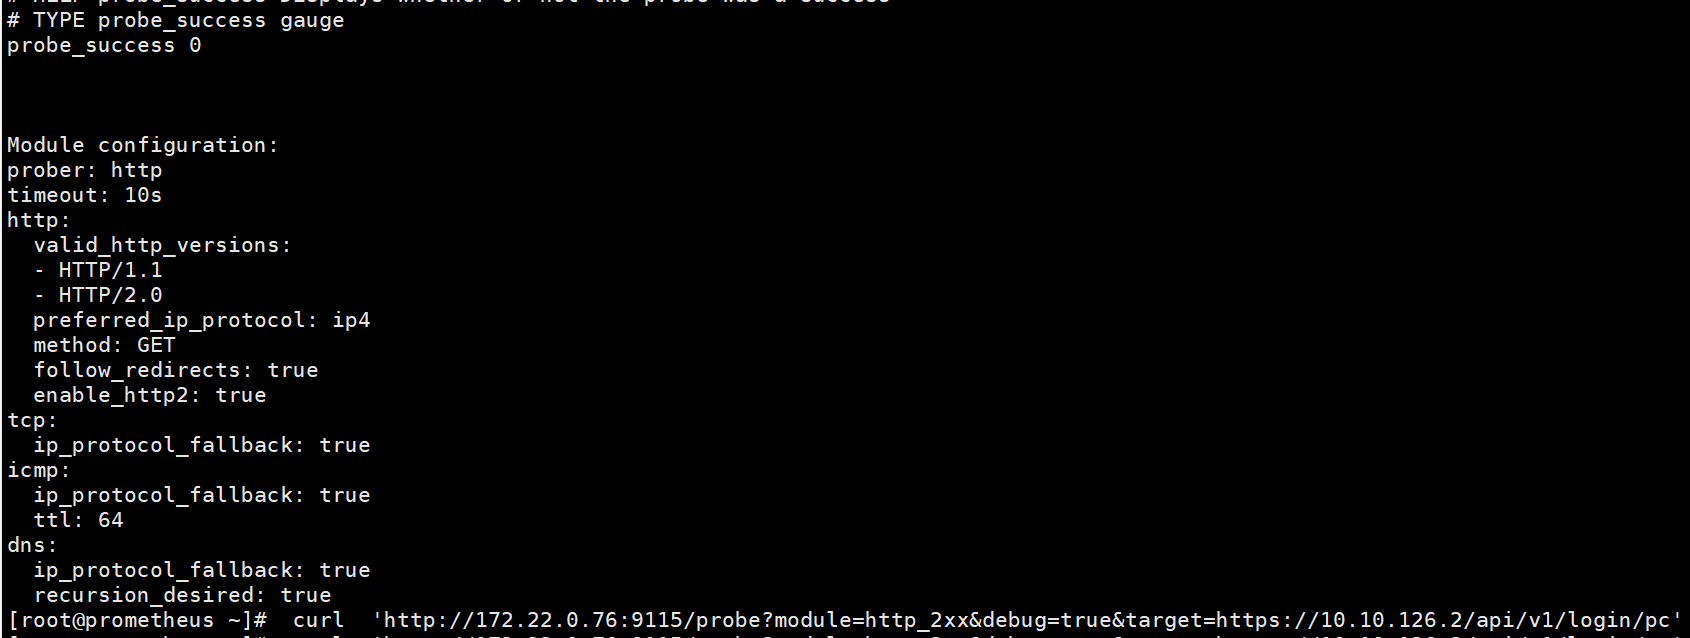 # TYPE probe_success gauge
probe_success 0
Module configuration:
prober: http
timeout: 10s
http:
  valid_http_versions:
  - HTTP/1.1
  - HTTP/2.0
  preferred_ip_protocol: ip4
  method: GET
  follow_redirects: true
  enable_http2: true
tcp:
  ip_protocol_fallback: true
icmp:
  ip_protocol_fallback: true
  ttl: 64
dns:
  ip_protocol_fallback: true
  recursion_desired: true
[root@prometheus ~]#  curl  'http://172.22.0.76:9115/probe?module=http_2xx&debug=true&target=https://10.10.126.2/api/v1/login/pc'